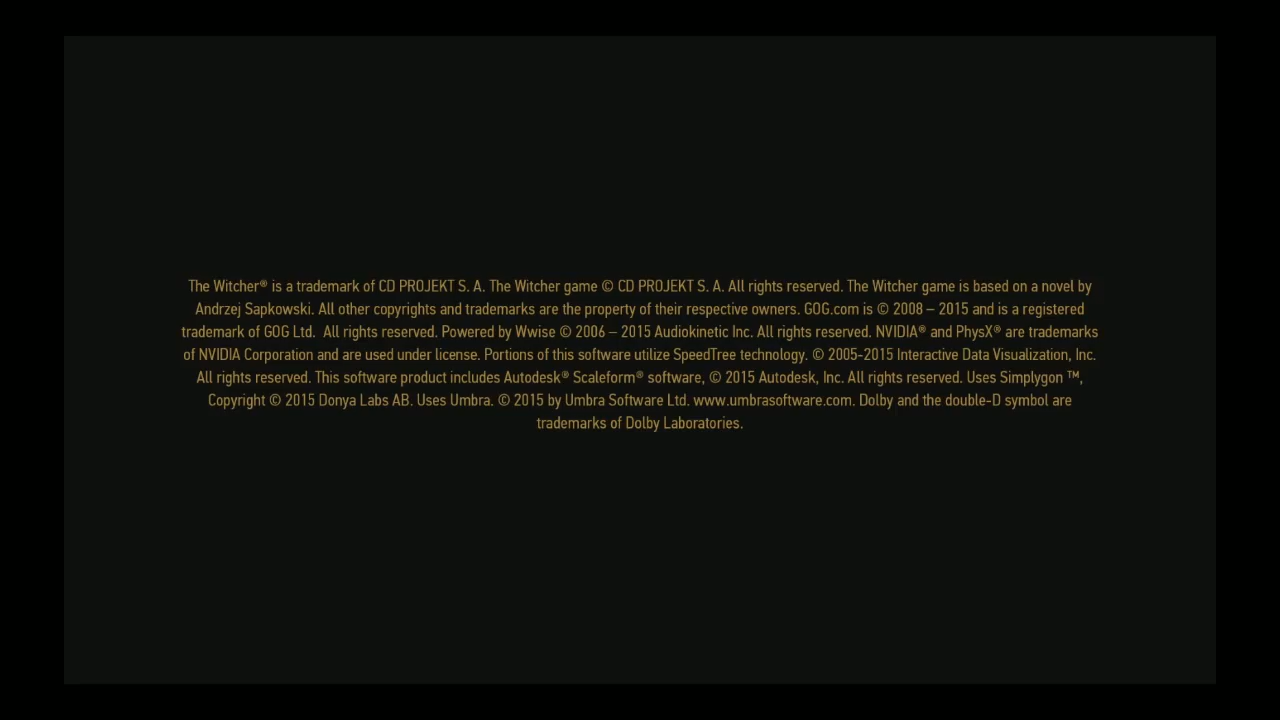 The Witcher® is a trademark of CD PROJEKT S. A. The Witcher game © CD PROJEKT S. A. All rights reserved. The Witcher game is based on a novel by
Andrzej Sapkowski. All other copyrights and trademarks are the property of their respective owners. GOG.com is © 2008 – 2015 and is a registered
trademark of GOG Ltd.  All rights reserved. Powered by Wwise © 2006 – 2015 Audiokinetic Inc. All rights reserved. NVIDIA® and PhysX® are trademarks
of NVIDIA Corporation and are used under license. Portions of this software utilize SpeedTree technology. © 2005-2015 Interactive Data Visualization, Inc.
All rights reserved. This software product includes Autodesk® Scaleform® software, © 2015 Autodesk, Inc. All rights reserved. Uses Simplygon ™,
Copyright © 2015 Donya Labs AB. Uses Umbra. © 2015 by Umbra Software Ltd. www.umbrasoftware.com. Dolby and the double-D symbol are
trademarks of Dolby Laboratories.